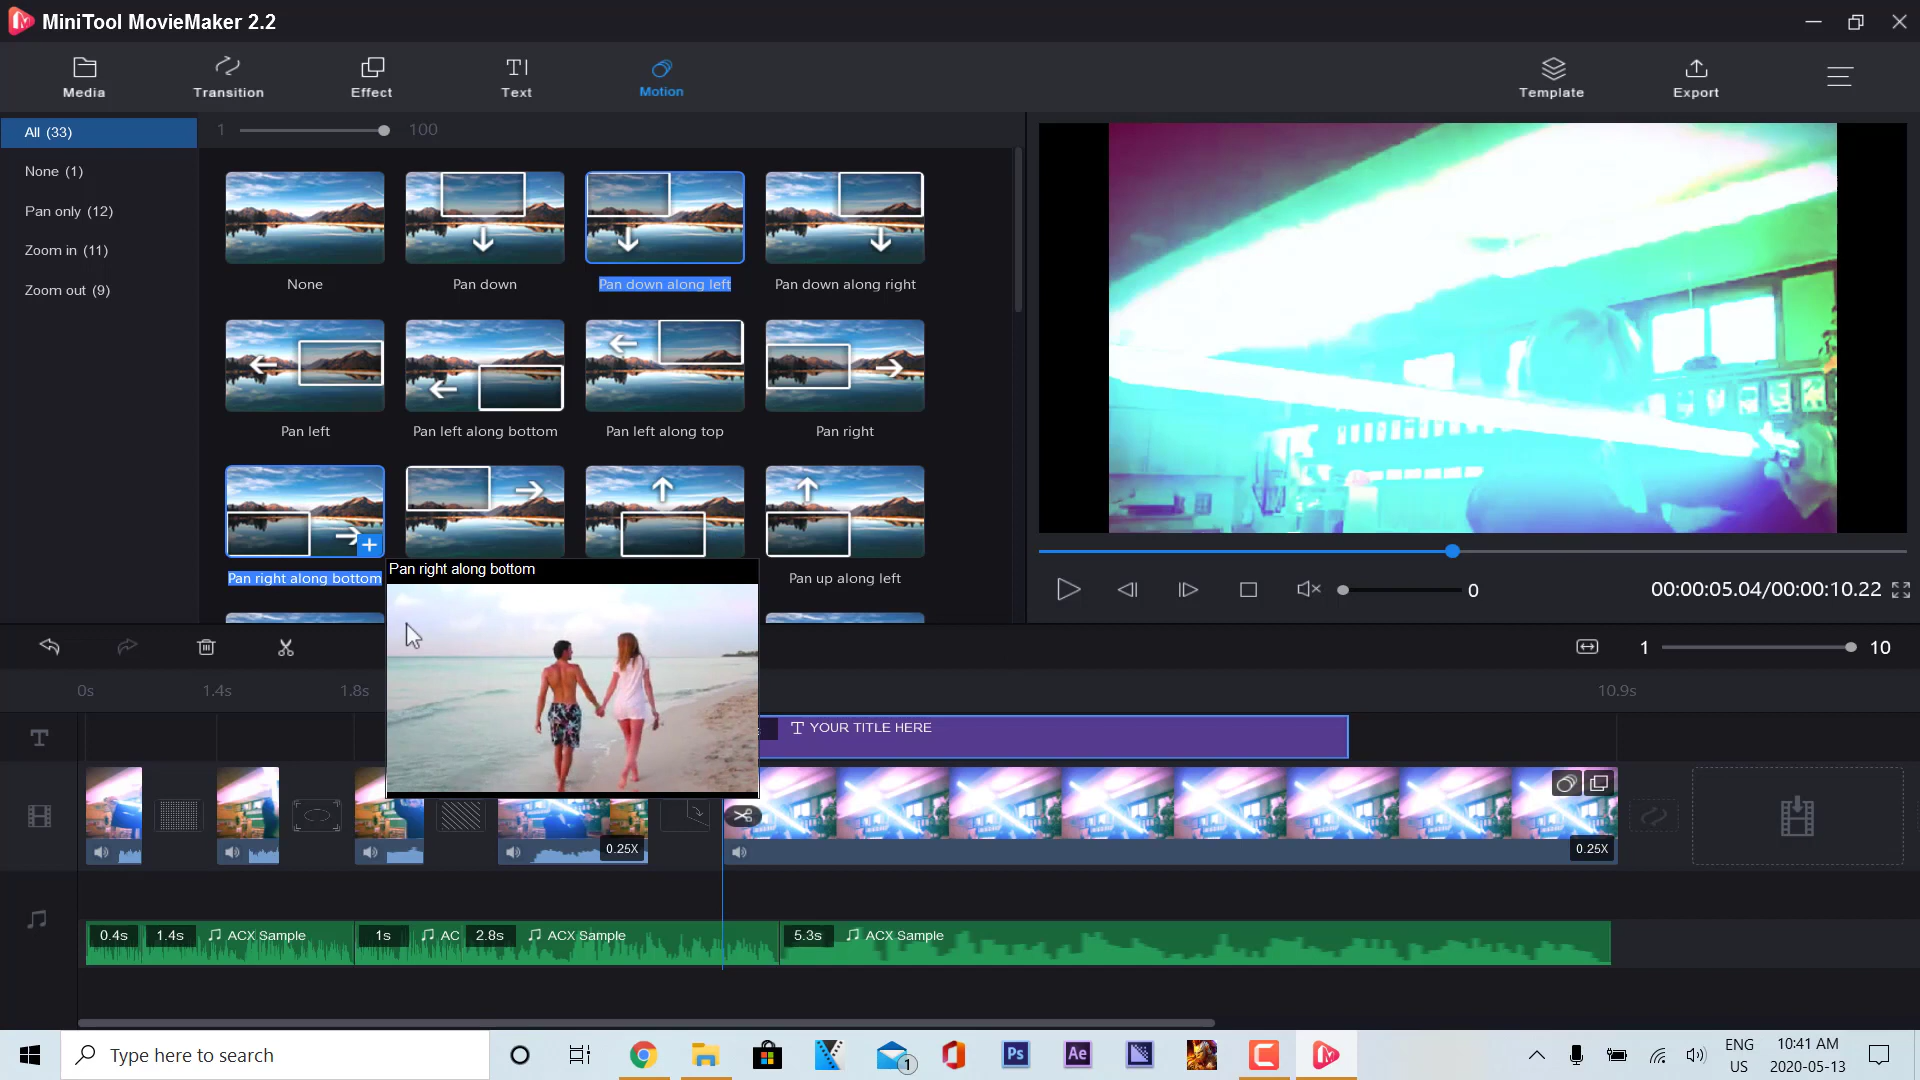 MiniTool MovieMaker 2.2
Media
Transition
Effect
Text
Motion
Template
Export
All (33)
1
100
None (1)
Pan only (12)
Zoom in (11)
Zoom out (9)
None
Pan down
Pan down along left
Pan down along right
Pan left
Pan left along bottom
Pan left along top
Pan right
Pan right along bottom
Pan right along bottom
Pan up along left
0
00:00:05.04/00:00:10.22
1
10
0s
1.4s
1.8s
10.9s
YOUR TITLE HERE
0.25X
0.25X
0.4s
1.4s
ACX Sample
1s
AC
2.8s
ACX Sample
5.3s
ACX Sample
Type here to search
1
Ps
Ae
ENG
US
10:41 AM
2020-05-13